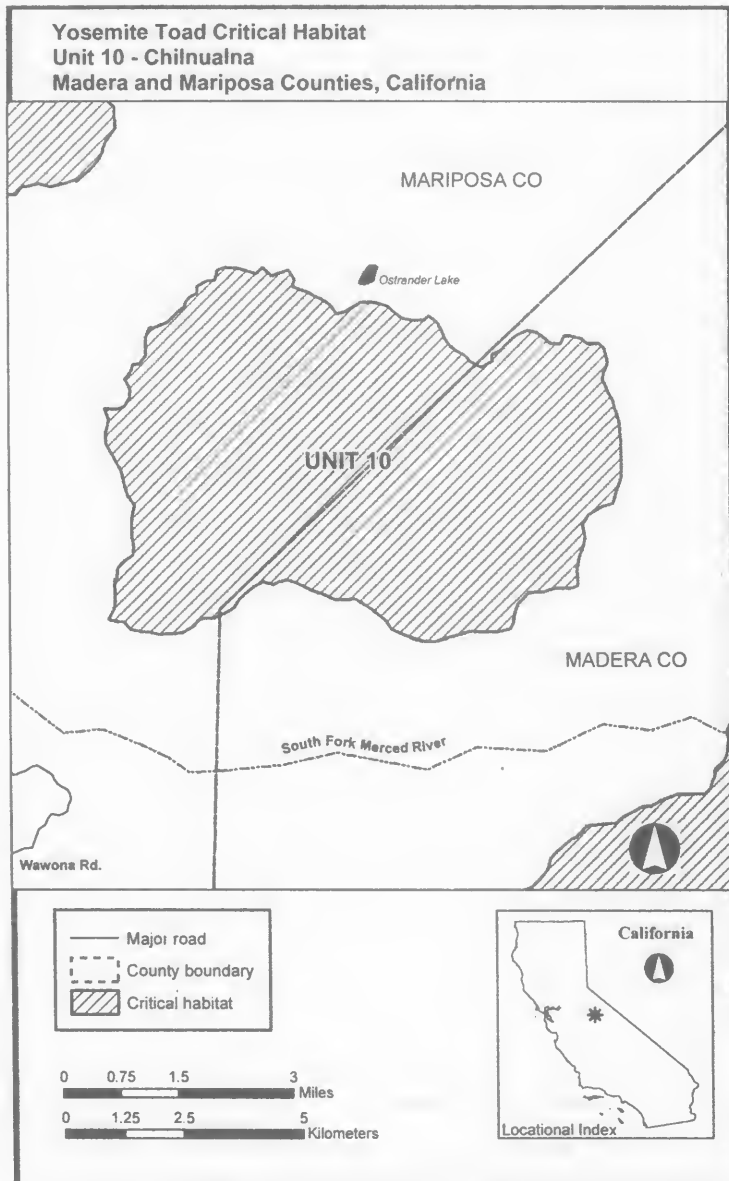 Yosemite Toad Critical Habitat
Unit 10 - Chilnualna
Madera and Mariposa Counties, California
MARIPOSA CO
Ostrander Lake
UNIT 10
MADERA CO
South Fork Merced River
Wawona Rd.
Major road
County boundary
Critical habitat
0 0.75 1.5 3
Miles
0 1.25 2.5 5
Kilometers
California
Locational Index